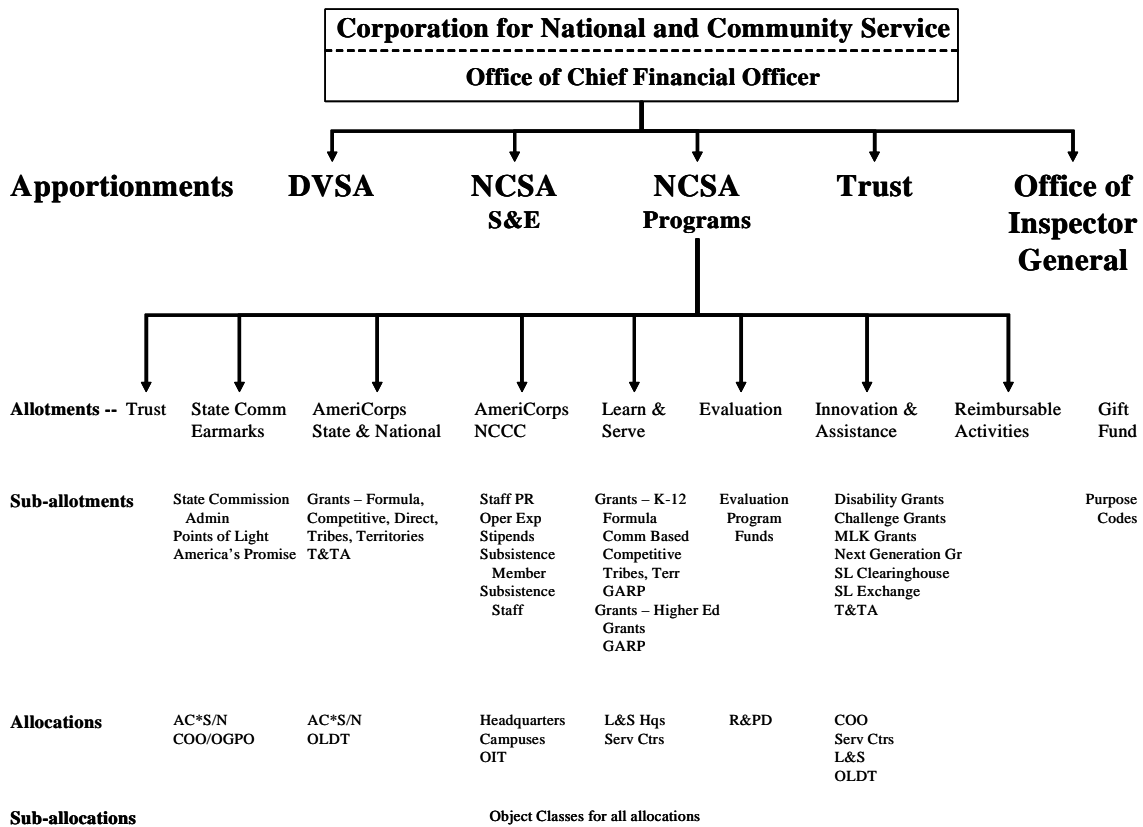 Corporation for National and Community Service
Office of Chief Financial Officer
Apportionments DVSA NCSA NCSA Trust Office of
S&E Programs Inspector
General
Allotments -- Trust State Comm AmeriCorps AmeriCorps Learn & Evaluation Innovation & Reimbursable Gift
Earmarks State & National NCCC Serve Assistance Activities Fund
Sub-allotments State Commission Grants – Formula, Staff PR Grants – K-12 Evaluation Disability Grants Purpose
Admin Competitive, Direct, Oper Exp Formula Program Challenge Grants Codes
Points of Light Tribes, Territories Stipends Comm Based Funds MLK Grants
America's Promise T&TA Subsistence Competitive Next Generation Gr
Member Tribes, Terr SL Clearinghouse
Subsistence GARP SL Exchange
Staff Grants – Higher Ed T&TA
Grants
GARP
Allocations AC*S/N AC*S/N Headquarters L&S Hqs R&PD COO
COO/OGPO OLDT Campuses Serv Ctrs Serv Ctrs
OIT L&S
OLDT
Sub-allocations Object Classes for all allocations